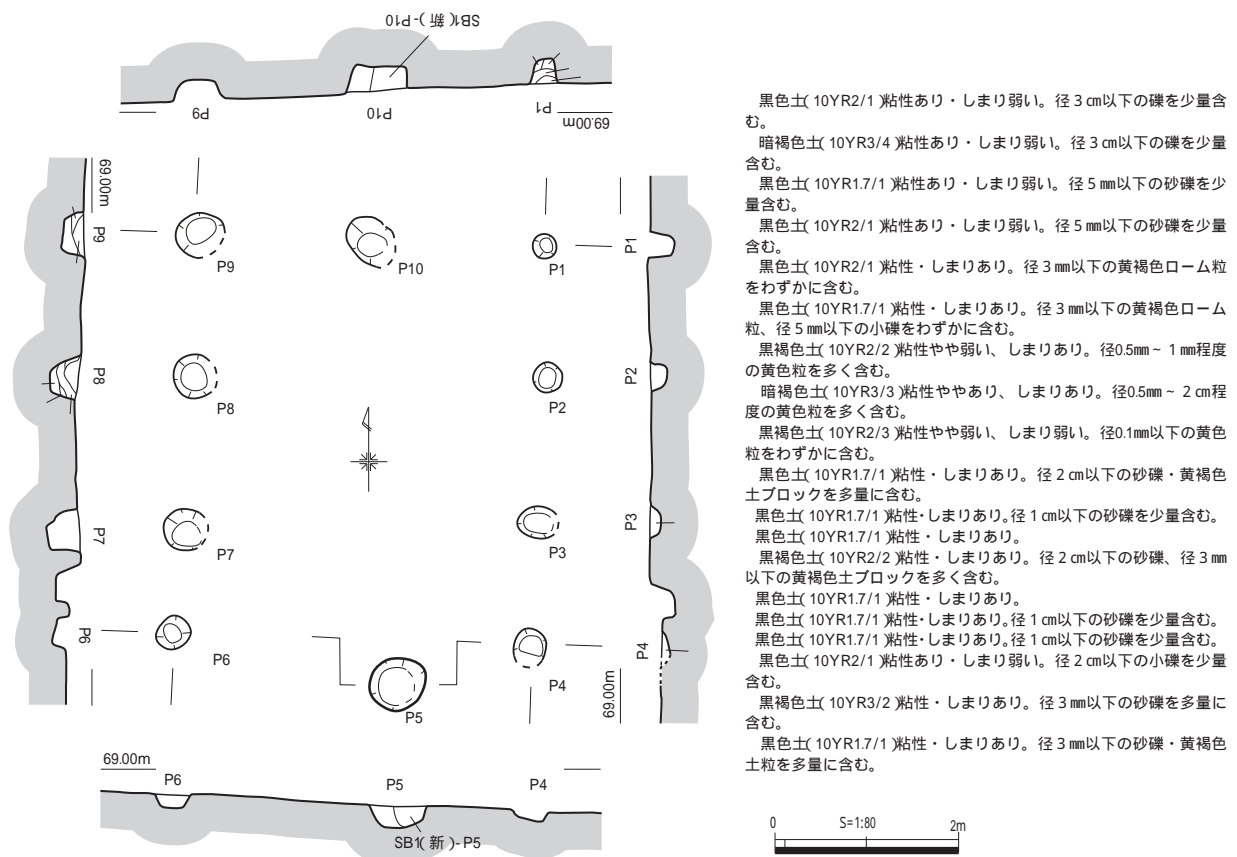 SB1(新)-P10
P9
P10
P1
69.00m
69.00m
P9
P8
P7
P6
P9
P10
P1
P8
P2
P7
P3
P6
P4
P5
P1
P2
P3
P4
69.00m
69.00m
P6
P5
P4
SB1(新)-P5
黒色土(10YR2/1)粘性あり・しまり弱い。径3㎝以下の礫を少量含
む。
暗褐色土(10YR3/4)粘性あり・しまり弱い。径3㎝以下の礫を少量
含む。
黒色土(10YR1.7/1)粘性あり・しまり弱い。径5㎜以下の砂礫を少
量含む。
黒色土(10YR2/1)粘性あり・しまり弱い。径5㎜以下の砂礫を少量
含む。
黒色土(10YR2/1)粘性・しまりあり。径3㎜以下の黄褐色ローム粒
をわずかに含む。
黒色土(10YR1.7/1)粘性・しまりあり。径3㎜以下の黄褐色ローム
粒、径5㎜以下の小礫をわずかに含む。
黒褐色土(10YR2/2)粘性やや弱い、しまりあり。径0.5㎜~1㎜程度
の黄色粒を多く含む。
暗褐色土(10YR3/3)粘性ややあり、しまりあり。径0.5㎜~2㎝程
度の黄色粒を多く含む。
黒褐色土(10YR2/3)粘性やや弱い、しまり弱い。径0.1㎜以下の黄色
粒をわずかに含む。
黒色土(10YR1.7/1)粘性・しまりあり。径2㎝以下の砂礫・黄褐色
土ブロックを多量に含む。
黒色土(10YR1.7/1)粘性・しまりあり。径1㎝以下の砂礫を少量含む。
黒色土(10YR1.7/1)粘性・しまりあり。
黒褐色土(10YR2/2)粘性・しまりあり。径2㎝以下の砂礫、径3㎜
以下の黄褐色土ブロックを多く含む。
黒色土(10YR1.7/1)粘性・しまりあり。
黒色土(10YR1.7/1)粘性・しまりあり。径1㎝以下の砂礫を少量含む。
黒色土(10YR1.7/1)粘性・しまりあり。径1㎝以下の砂礫を少量含む。
黒色土(10YR2/1)粘性あり・しまり弱い。径2㎝以下の小礫を少量
含む。
黒褐色土(10YR3/2)粘性・しまりあり。径3㎜以下の砂礫を多量に
含む。
黒色土(10YR1.7/1)粘性・しまりあり。径3㎜以下の砂礫・黄褐色
土粒を多量に含む。
0 S=1:80 2m